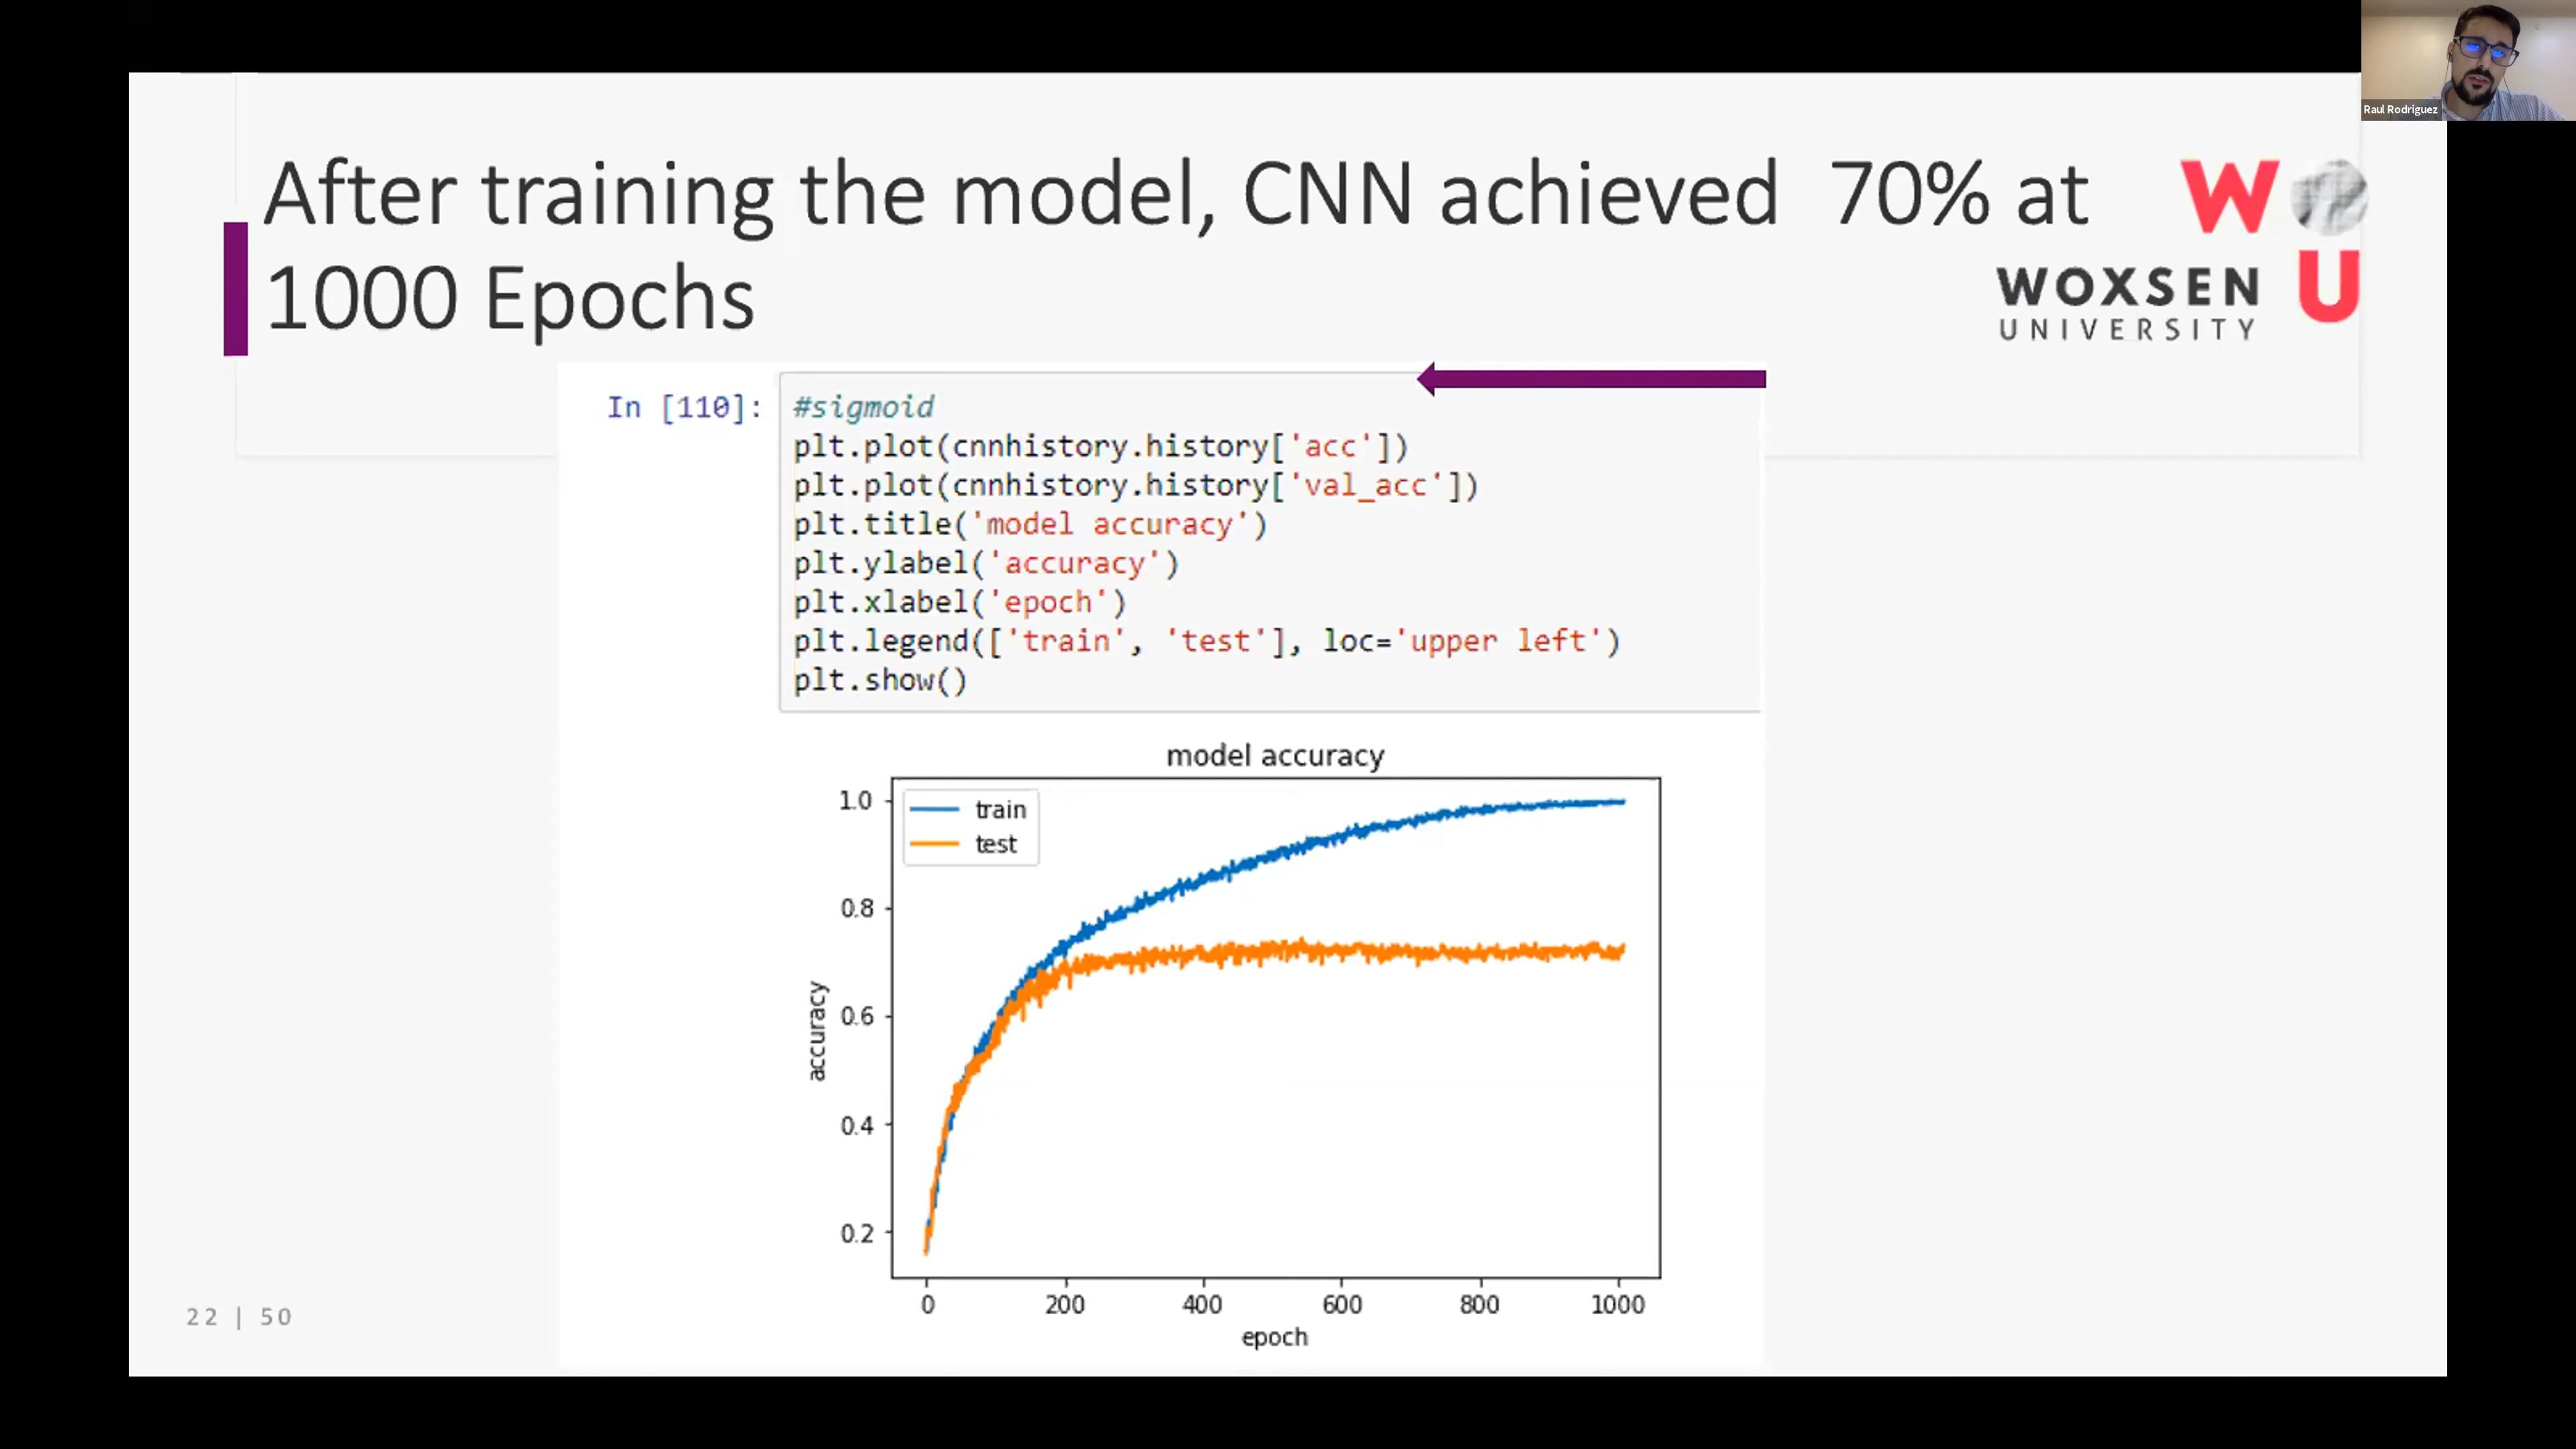 Raul Rodriguez
After training the model, CNN achieved 70% at
1000 Epochs
W
U
WOXSEN
UNIVERSITY
In [110]:
#sigmoid
plt.plot(cnnhistory.history['acc'])
plt.plot(cnnhistory.history['val_acc'])
plt.title('model accuracy')
plt.ylabel('accuracy')
plt.xlabel('epoch')
plt.legend(['train', 'test'], loc='upper left')
plt.show()
model accuracy
train
test
1.0
0.8
0.6
0.4
0.2
accuracy
0 200 400 600 800 1000
epoch
22 | 50